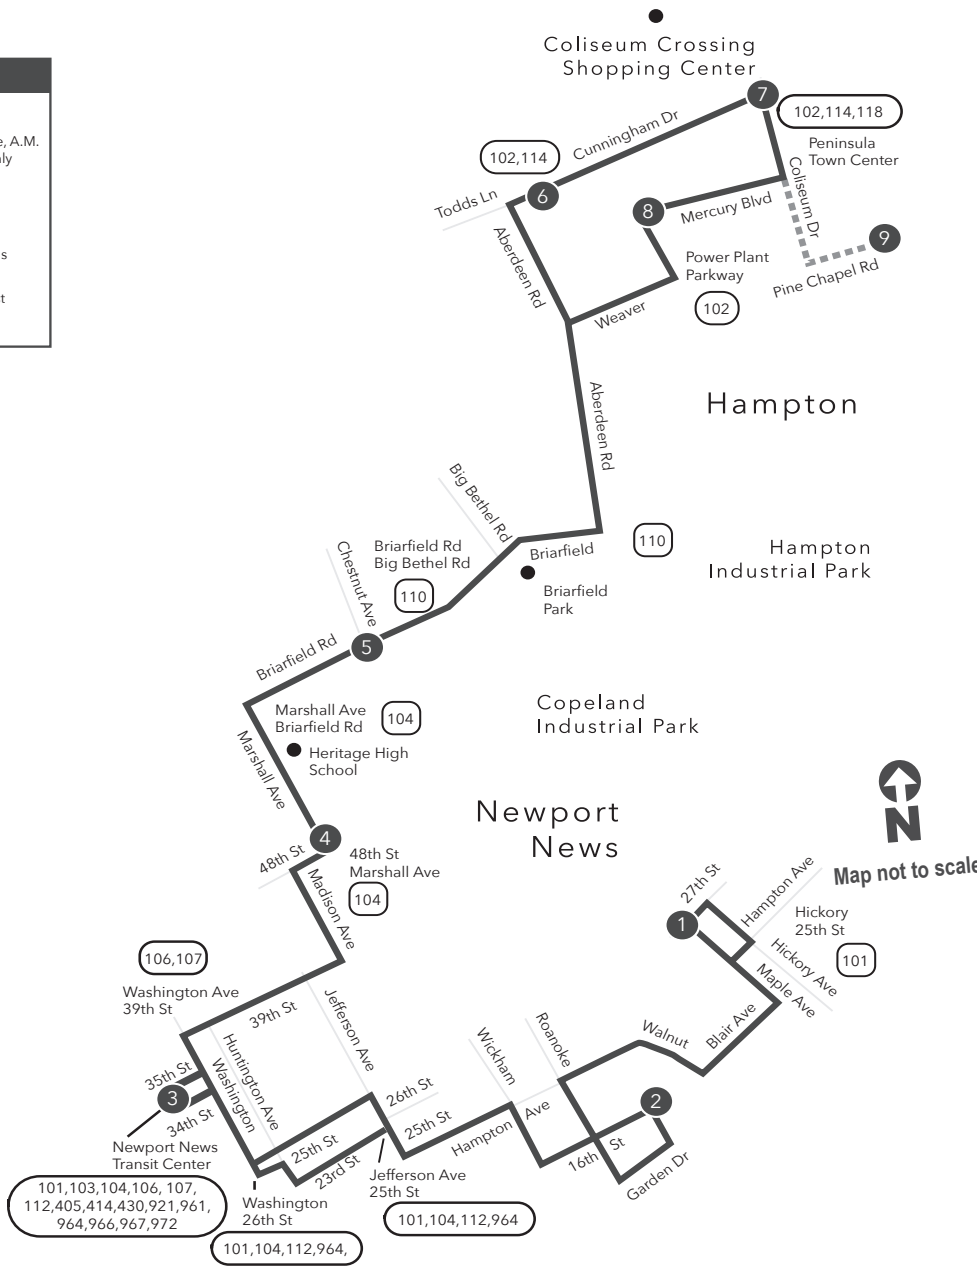 Coliseum Crossing
Shopping Center
e, A.M.
ly
s
t
7
102,114,118
Peninsula
Town Center
Cunningham Dr
102,114
Todds Ln
6
8
Mercury Blvd
Coliseum Dr
9
Pine Chapel Rd
Aberdeen Rd
Power Plant
Parkway
102
Weaver
Hampton
Aberdeen Rd
Big Bethel Rd
Briarfield
110
Hampton
Industrial Park
Briarfield Rd
Big Bethel Rd
110
Chestnut Ave
Briarfield
Park
5
Briarfield Rd
Marshall Ave
Briarfield Rd
104
Copeland
Industrial Park
Heritage High
School
Marshall Ave
Newport
News
N
Map not to scale
4
48th St
48th St
Marshall Ave
104
Madison Ave
27th St
Hampton Ave
1
Hickory
25th St
101
Hickory Ave
Maple Ave
106,107
Washington Ave
39th St
39th St
Jefferson Ave
Wickham
Roanoke
Walnut
Blair Ave
Huntington Ave
Washington
35th St
3
34th St
26th St
25th St
25th St
23rd St
Hampton
Ave
2
16th
St
Garden Dr
Newport News
Transit Center
101,103,104,106, 107,
112,405,414,430,921,961,
964,966,967,972
Washington
26th St
101,104,112,964,
Jefferson Ave
25th St
101,104,112,964